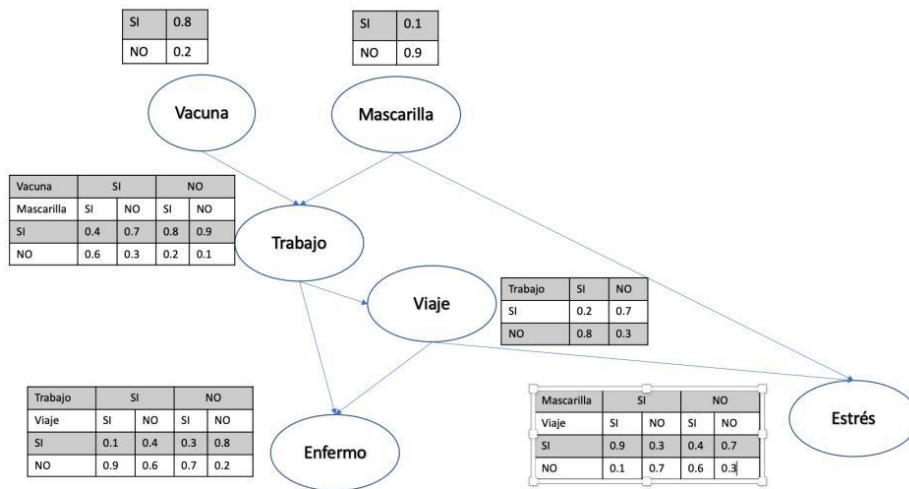 SI 0.8
NO 0.2
SI 0.1
NO 0.9
Vacuna
Mascarilla
Vacuna SI NO
Mascarilla SI NO SI NO
SI 0.4 0.7 0.8 0.9
NO 0.6 0.3 0.2 0.1
Trabajo
Viaje
Trabajo SI NO
SI 0.2 0.7
NO 0.8 0.3
Trabajo SI NO
Viaje SI NO SI NO
SI 0.1 0.4 0.3 0.8
NO 0.9 0.6 0.7 0.2
Enfermo
Mascarilla SI NO
Viaje SI NO SI NO
SI 0.9 0.3 0.4 0.7
NO 0.1 0.7 0.6 0.3
Estrés